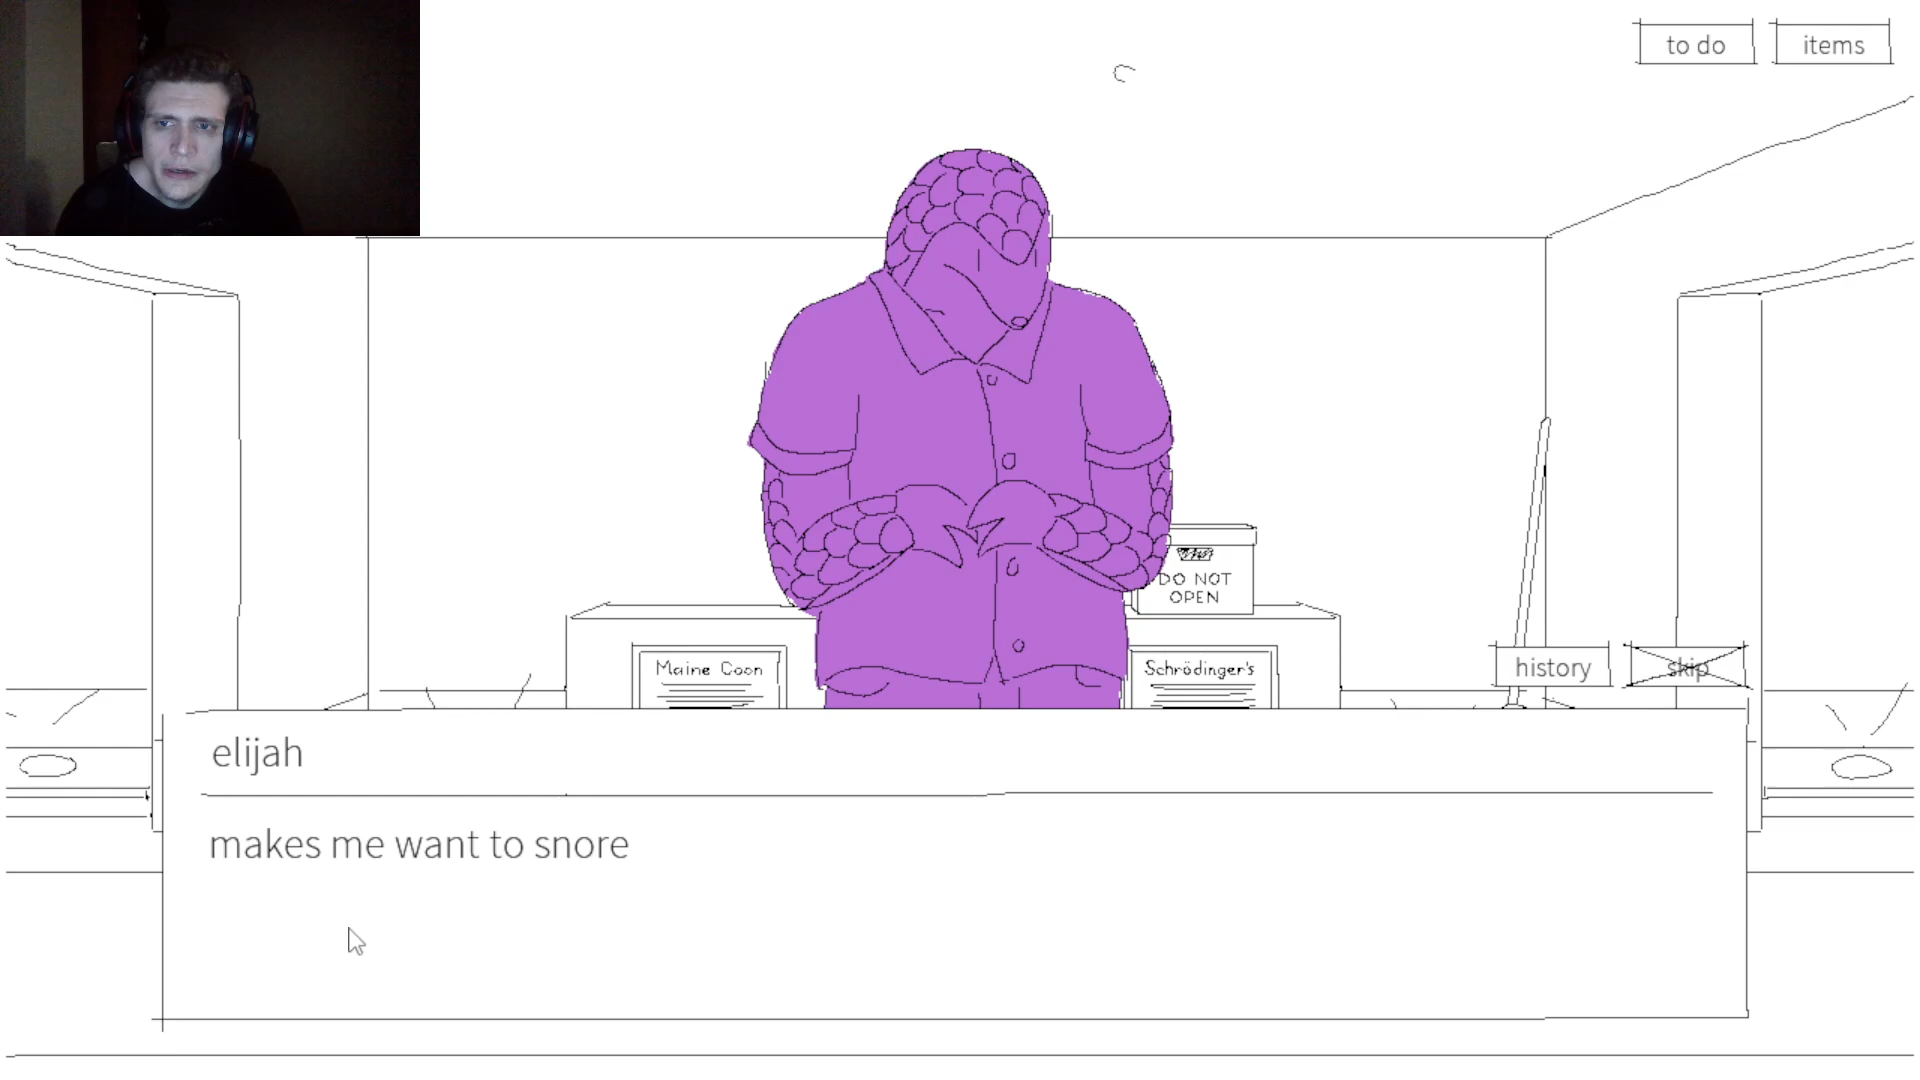 to do
items
DO NOT
OPEN
Maine Coon
Schrödinger's
history
skip
elijah
makes me want to snore